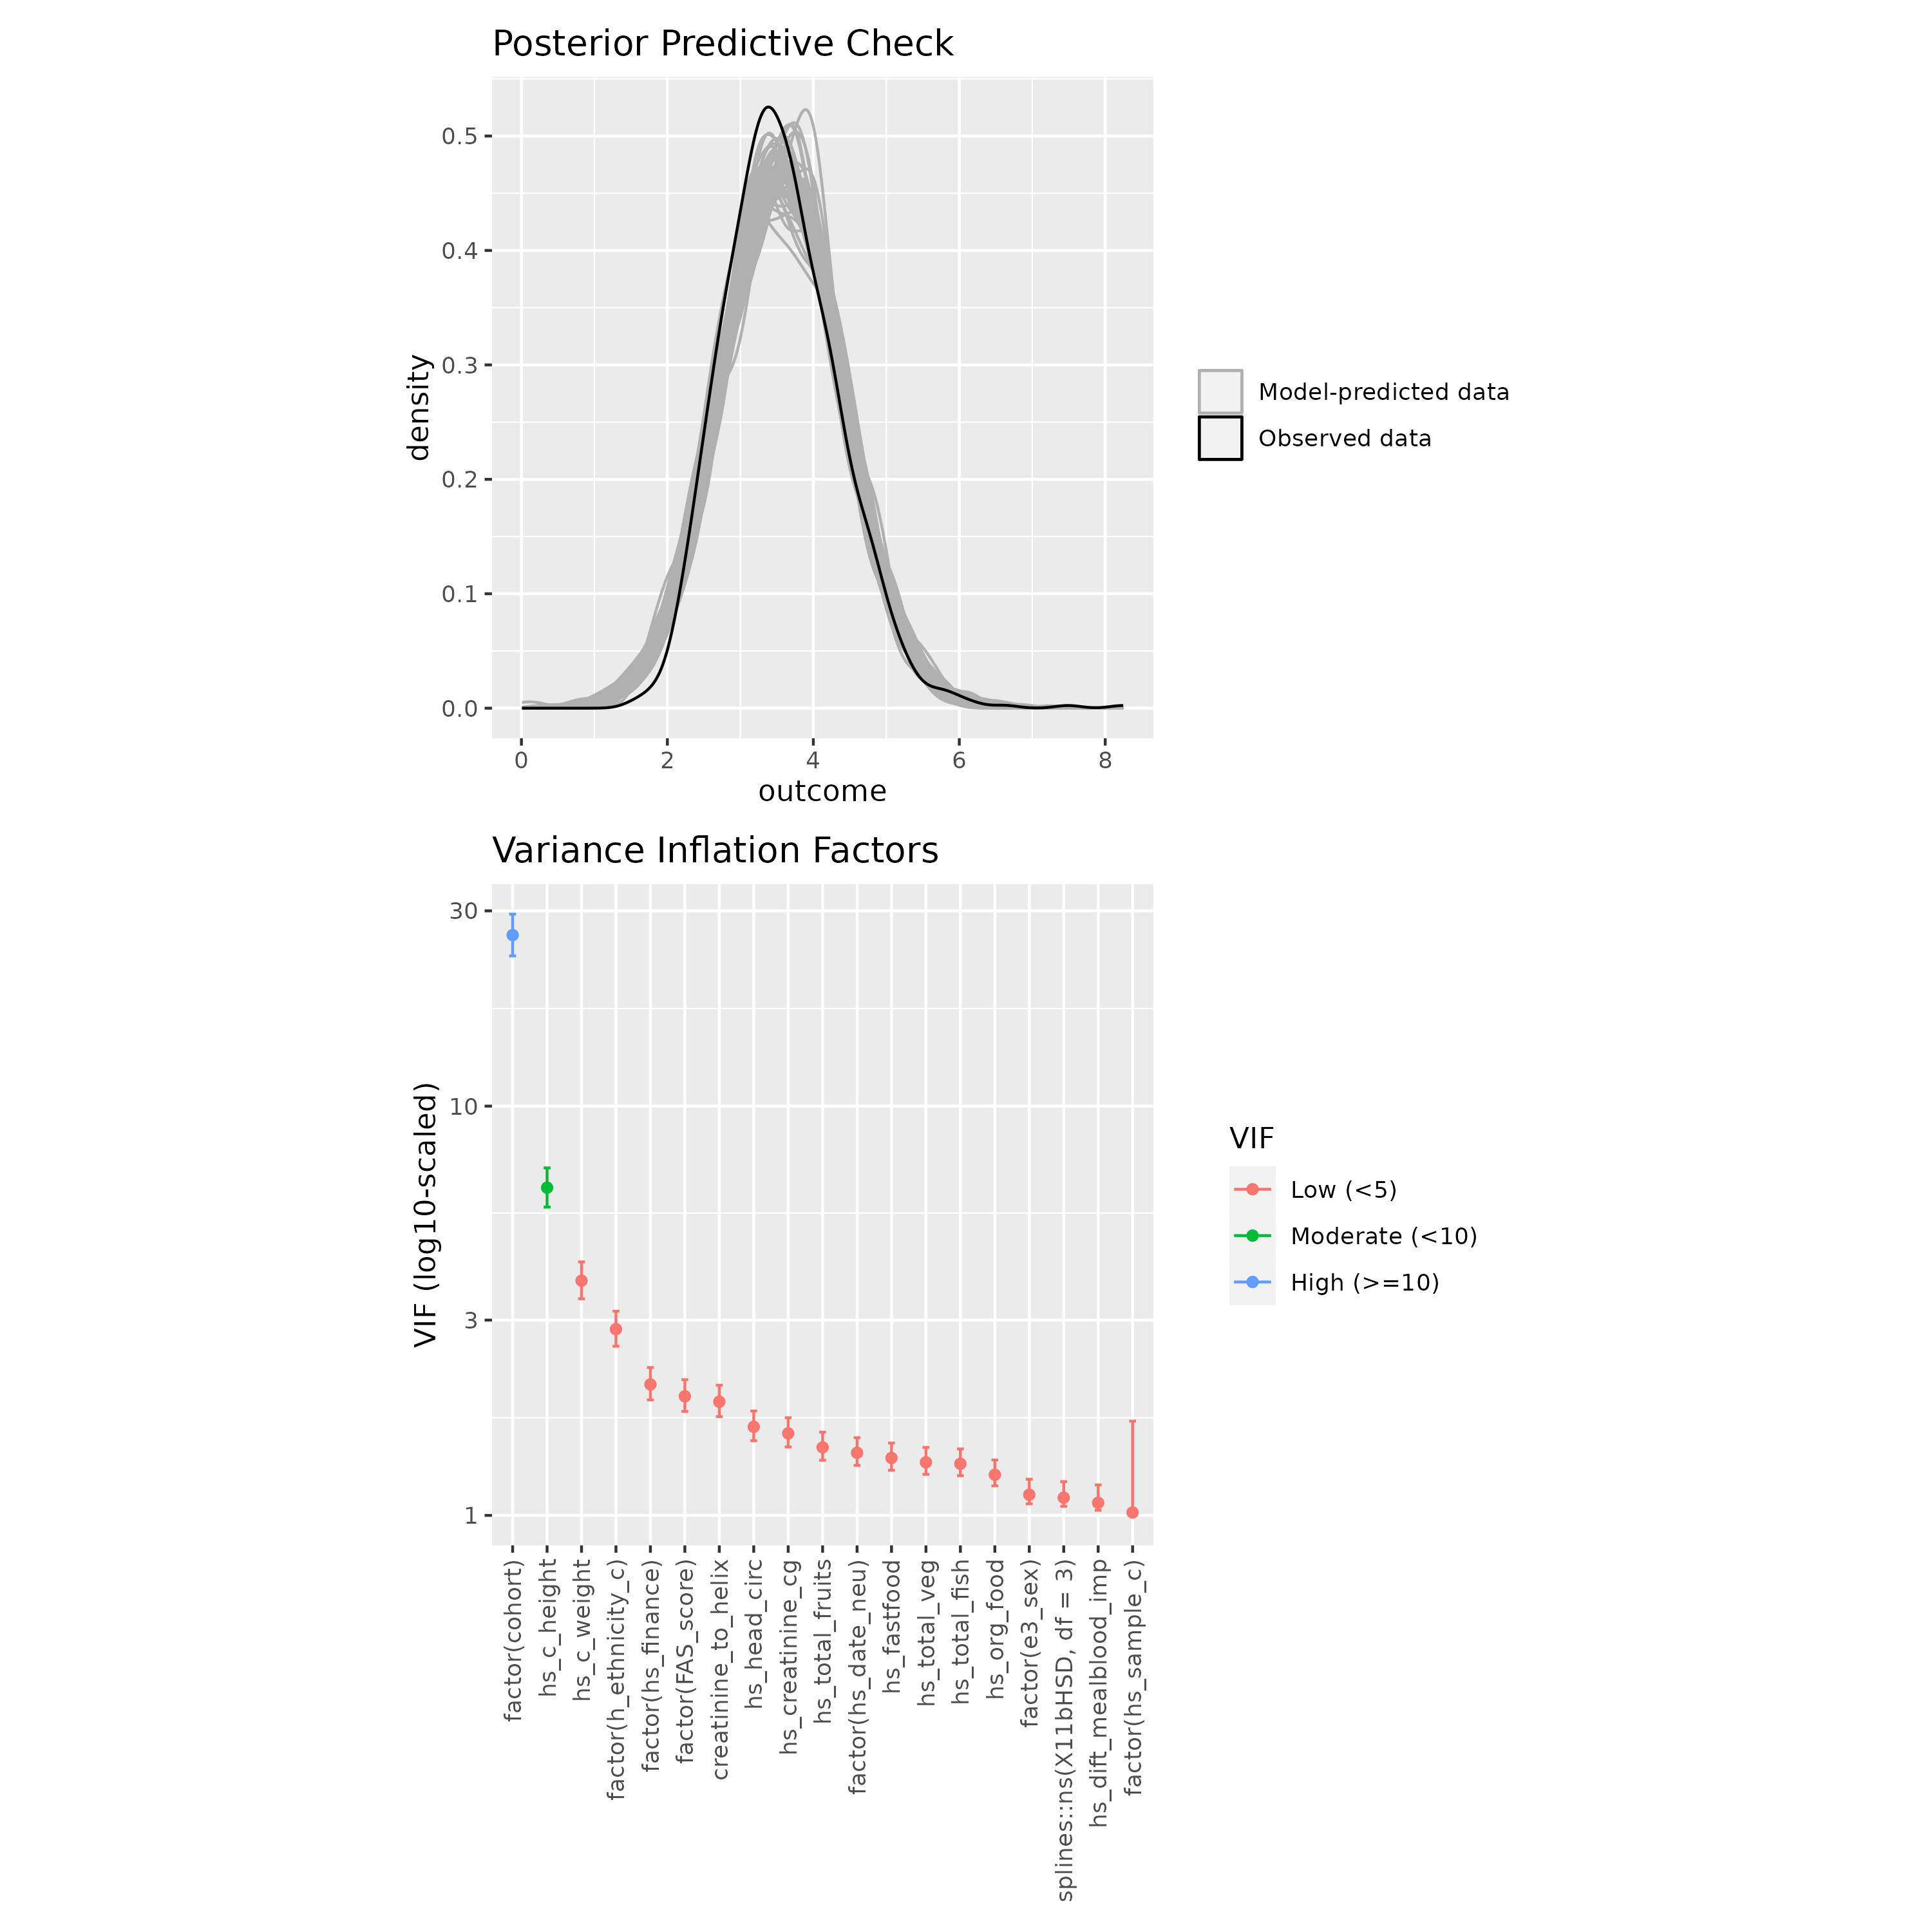 Posterior Predictive Check
density
0.5
0.4
0.3
0.2
0.1
0.0
0
2
4
6
8
outcome
Model-predicted data
Observed data
Variance Inflation Factors
VIF (log10-scaled)
30
10
3
1
factor(cohort)
hs_c_height
hs_c_weight
factor(h_ethnicity_c)
factor(hs_finance)
factor(FAS_score)
creatinine_to_helix
hs_head_circ
hs_creatinine_cg
hs_total_fruits
factor(hs_date_neu)
hs_fastfood
hs_total_veg
hs_total_fish
hs_org_food
factor(e3_sex)
splines::ns(X11bHSD, df = 3)
hs_dift_mealblood_imp
factor(hs_sample_c)
VIF
Low (<5)
Moderate (<10)
High (>=10)